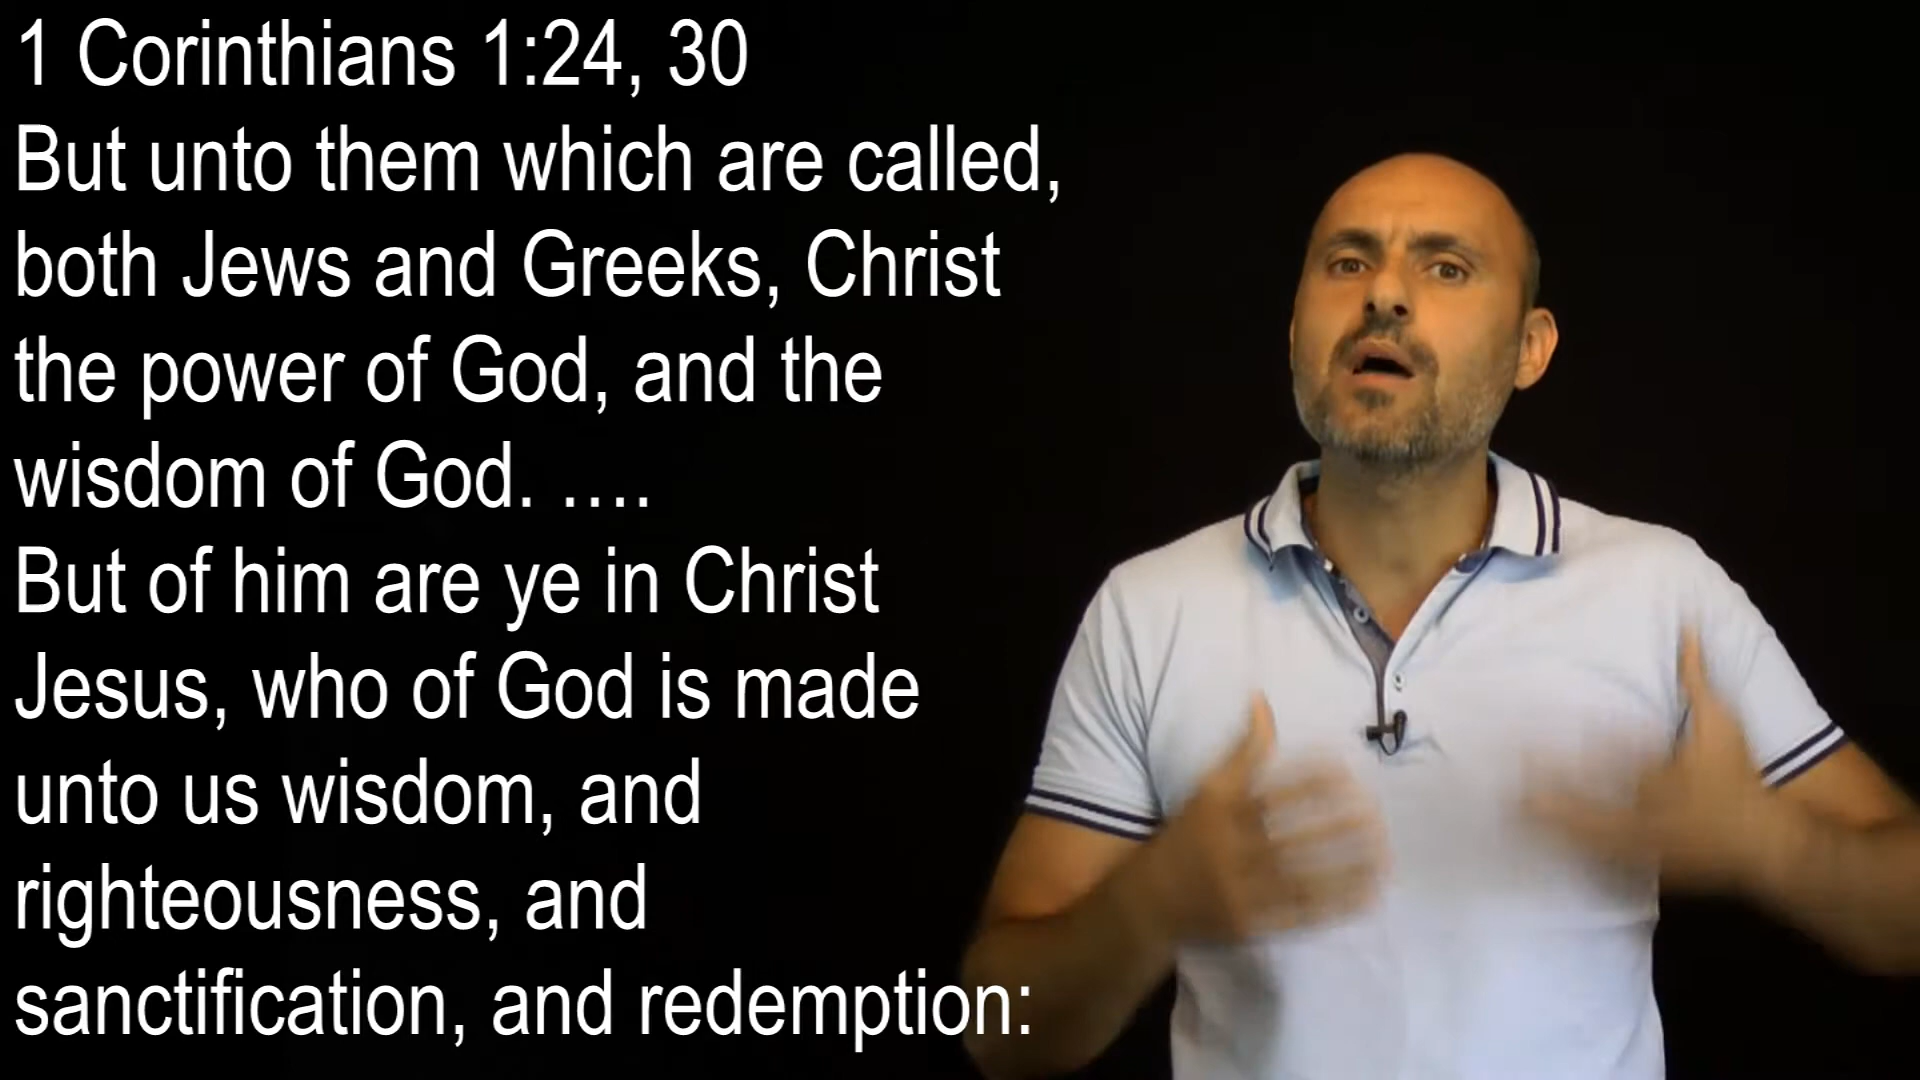 1 Corinthians 1:24, 30
But unto them which are called,
both Jews and Greeks, Christ
the power of God, and the
wisdom of God. ….
But of him are ye in Christ
Jesus, who of God is made
unto us wisdom, and
righteousness, and
sanctification, and redemption: